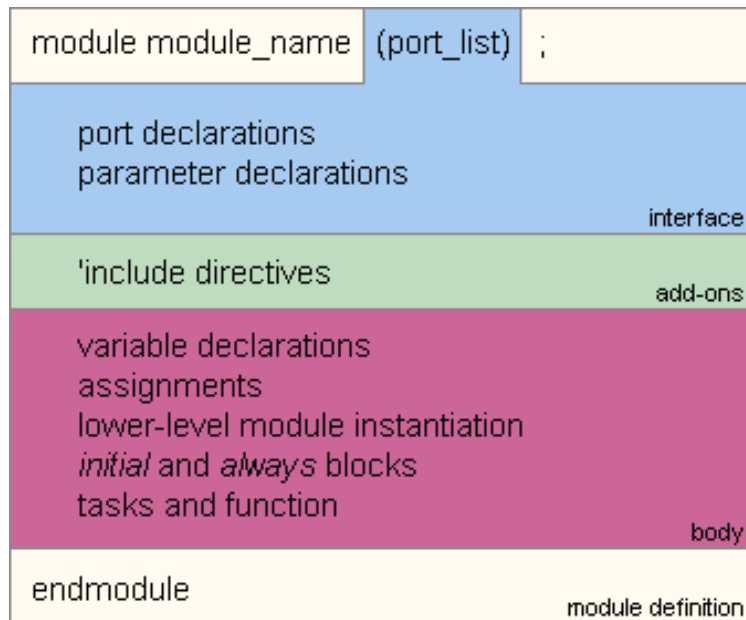 module module_name (port_list) ;
port declarations
parameter declarations
interface
'include directives
add-ons
variable declarations
assignments
lower-level module instantiation
initial and always blocks
tasks and function
body
endmodule
module definition